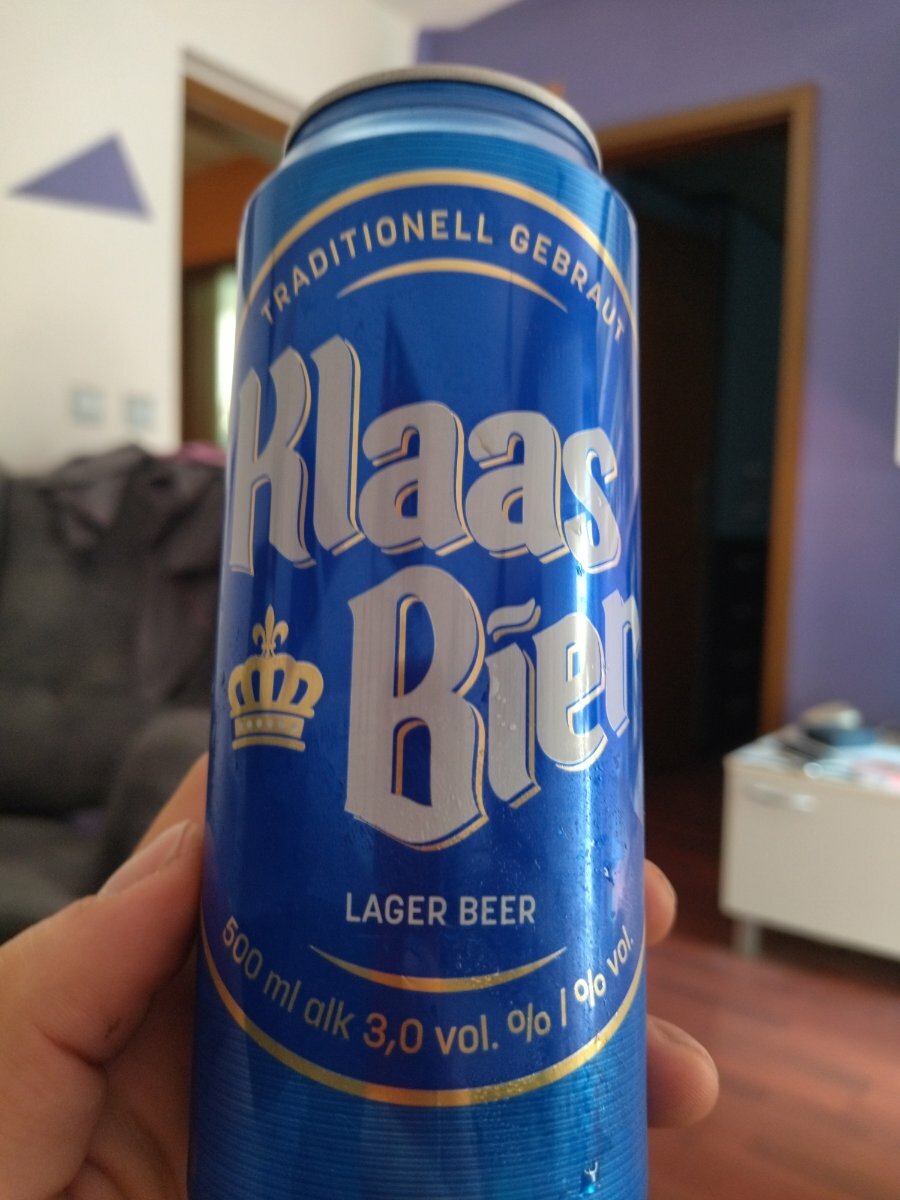 TRADITIONELL GEBRAUT
Klaas
Bier
LAGER BEER
500 ml alk 3,0 vol. % / % vol.